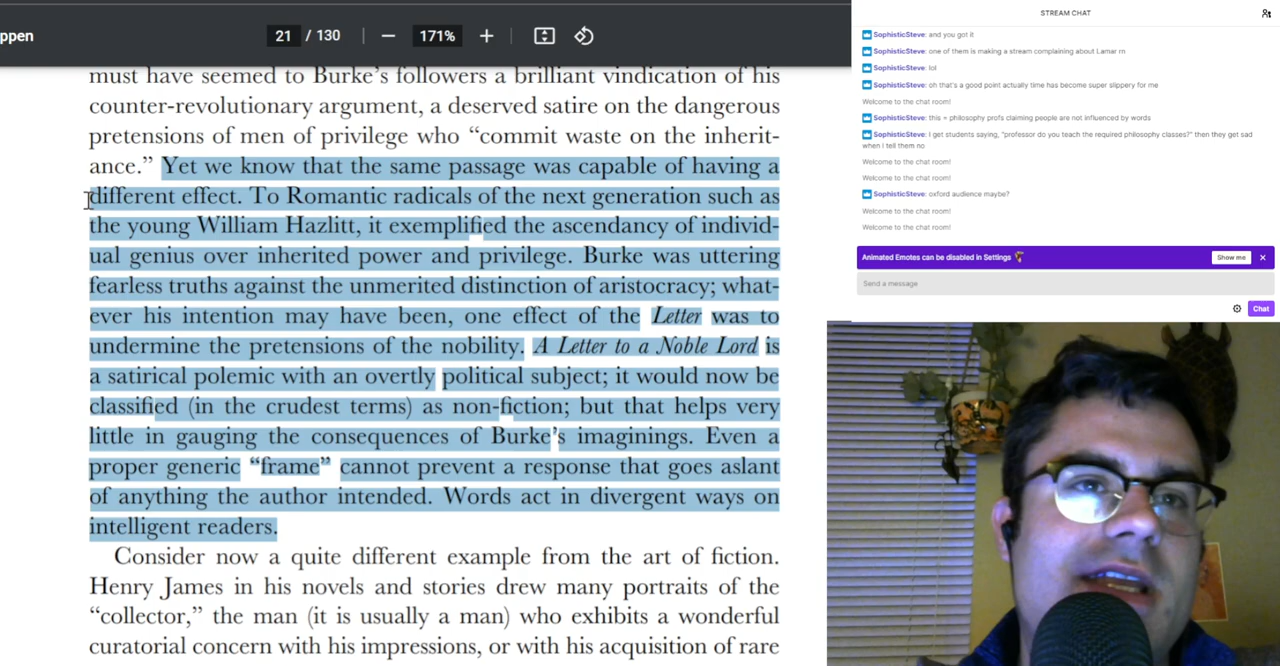 ppen
21 / 130
171%
must have seemed to Burke's followers a brilliant vindication of his
counter-revolutionary argument, a deserved satire on the dangerous
pretensions of men of privilege who “commit waste on the inherit-
ance.” Yet we know that the same passage was capable of having a
different effect. To Romantic radicals of the next generation such as
the young William Hazlitt, it exemplified the ascendancy of individ-
ual genius over inherited power and privilege. Burke was uttering
fearless truths against the unmerited distinction of aristocracy; what-
ever his intention may have been, one effect of the Letter was to
undermine the pretensions of the nobility. A Letter to a Noble Lord is
a satirical polemic with an overtly political subject; it would now be
classified (in the crudest terms) as non-fiction; but that helps very
little in gauging the consequences of Burke's imaginings. Even a
proper generic “frame” cannot prevent a response that goes aslant
of anything the author intended. Words act in divergent ways on
intelligent readers.
Consider now a quite different example from the art of fiction.
Henry James in his novels and stories drew many portraits of the
“collector,” the man (it is usually a man) who exhibits a wonderful
curatorial concern with his impressions, or with his acquisition of rare
STREAM CHAT
SophisticSteve: and you got it
SophisticSteve: one of them is making a stream complaining about Lamar rn
SophisticSteve: lol
SophisticSteve: oh that's a good point actually time has become super slippery for me
Welcome to the chat room!
SophisticSteve: this = philosophy profs claiming people are not influenced by words
SophisticSteve: I get students saying, "professor do you teach the required philosophy classes?" then they get sad
when i tell them no
Welcome to the chat room!
Welcome to the chat room!
SophisticSteve: oxford audience maybe?
Welcome to the chat room!
Welcome to the chat room!
Animated Emotes can be disabled in Settings
Show me
Send a message
Chat